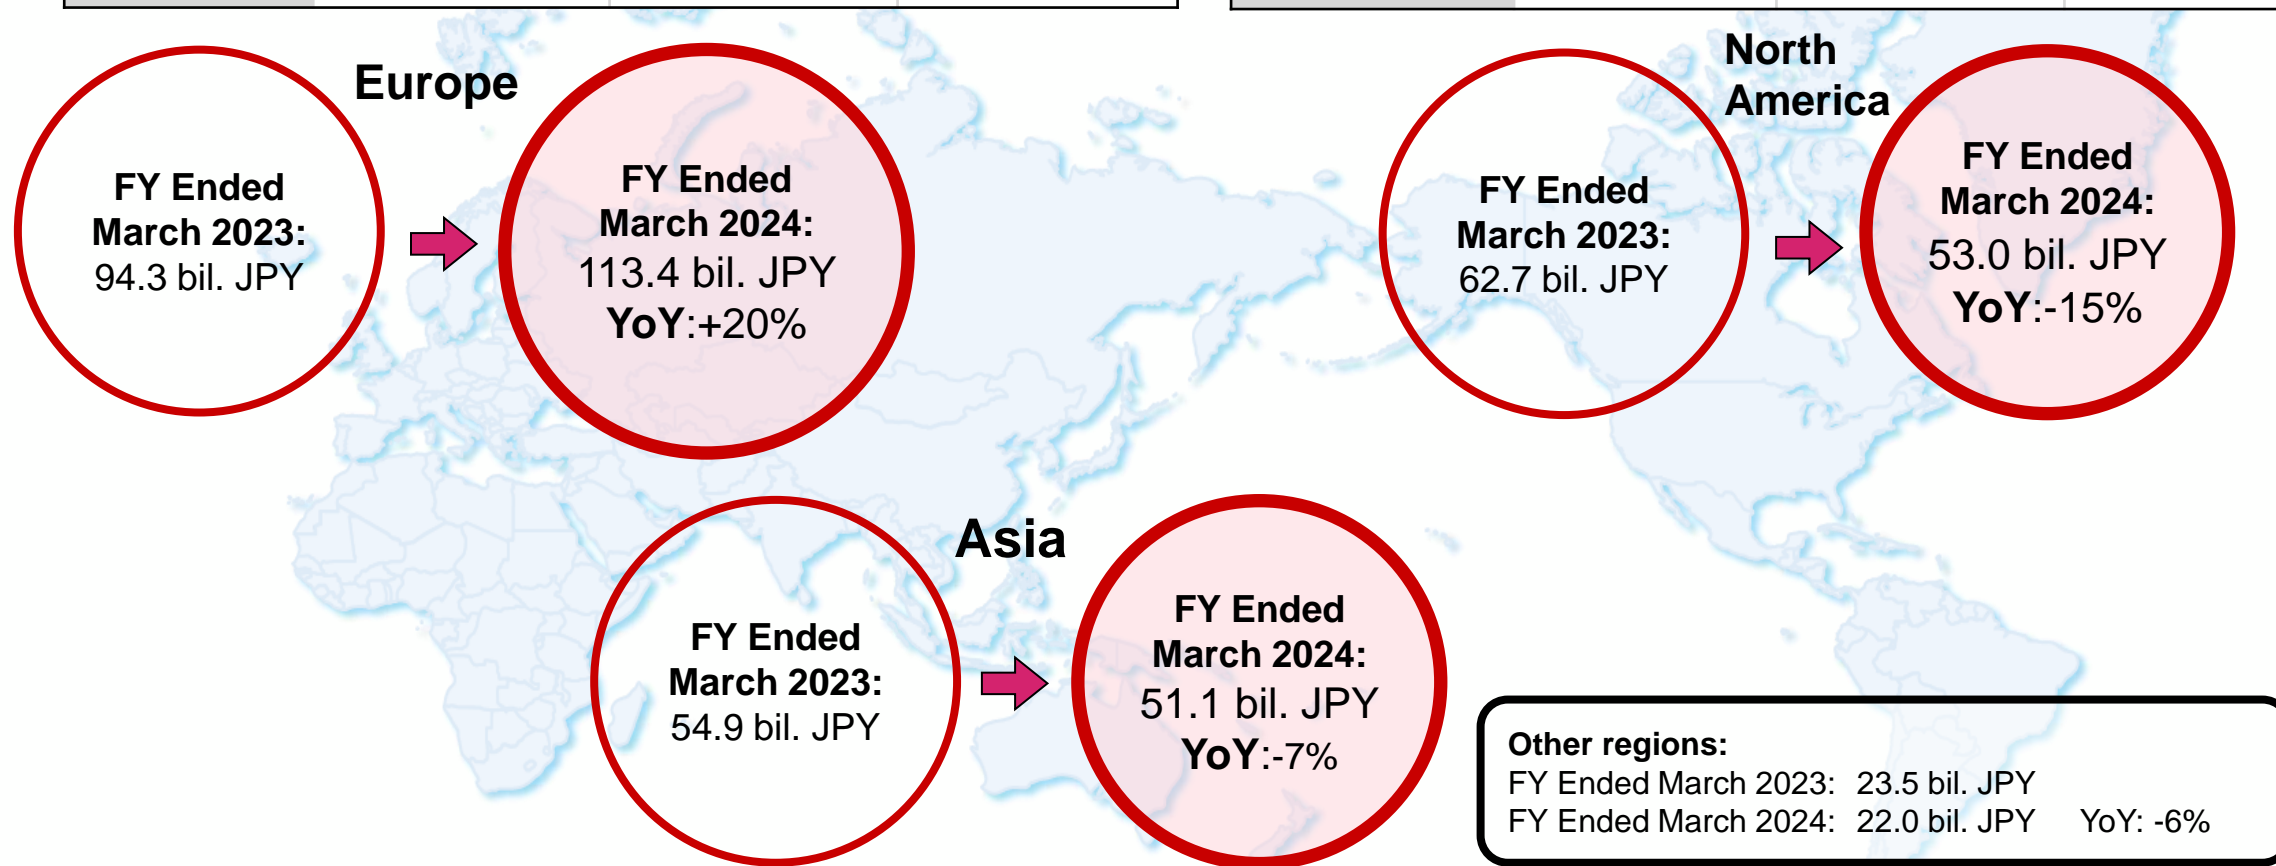 Europe
FY Ended
March 2023:
94.3 bil. JPY
FY Ended
March 2024:
113.4 bil. JPY
YoY:+20%
North
America
FY Ended
March 2023:
62.7 bil. JPY
FY Ended
March 2024:
53.0 bil. JPY
YoY:-15%
Asia
FY Ended
March 2023:
54.9 bil. JPY
FY Ended
March 2024:
51.1 bil. JPY
YoY:-7%
Other regions:
FY Ended March 2023: 23.5 bil. JPY
FY Ended March 2024: 22.0 bil. JPY YoY: -6%